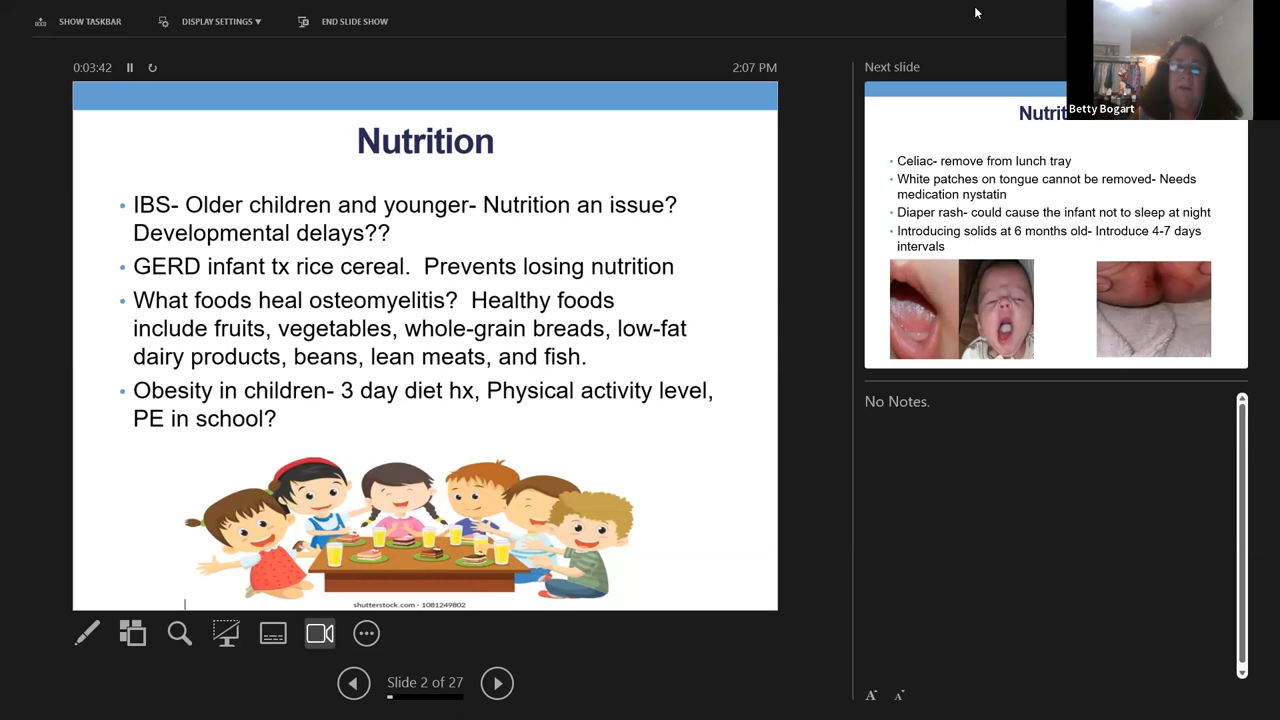 SHOW TASKBAR
DISPLAY SETTINGS ▼
END SLIDE SHOW
0:03:42
2:07 PM
Nutrition
• IBS- Older children and younger- Nutrition an issue?
Developmental delays??
• GERD infant tx rice cereal.  Prevents losing nutrition
• What foods heal osteomyelitis?  Healthy foods
include fruits, vegetables, whole-grain breads, low-fat
dairy products, beans, lean meats, and fish.
• Obesity in children- 3 day diet hx, Physical activity level,
PE in school?
shutterstock.com - 1081249802
Slide 2 of 27
Next slide
Betty Bogart
Nutrit
• Celiac- remove from lunch tray
• White patches on tongue cannot be removed- Needs
medication nystatin
• Diaper rash- could cause the infant not to sleep at night
• Introducing solids at 6 months old- Introduce 4-7 days
intervals
No Notes.
A A